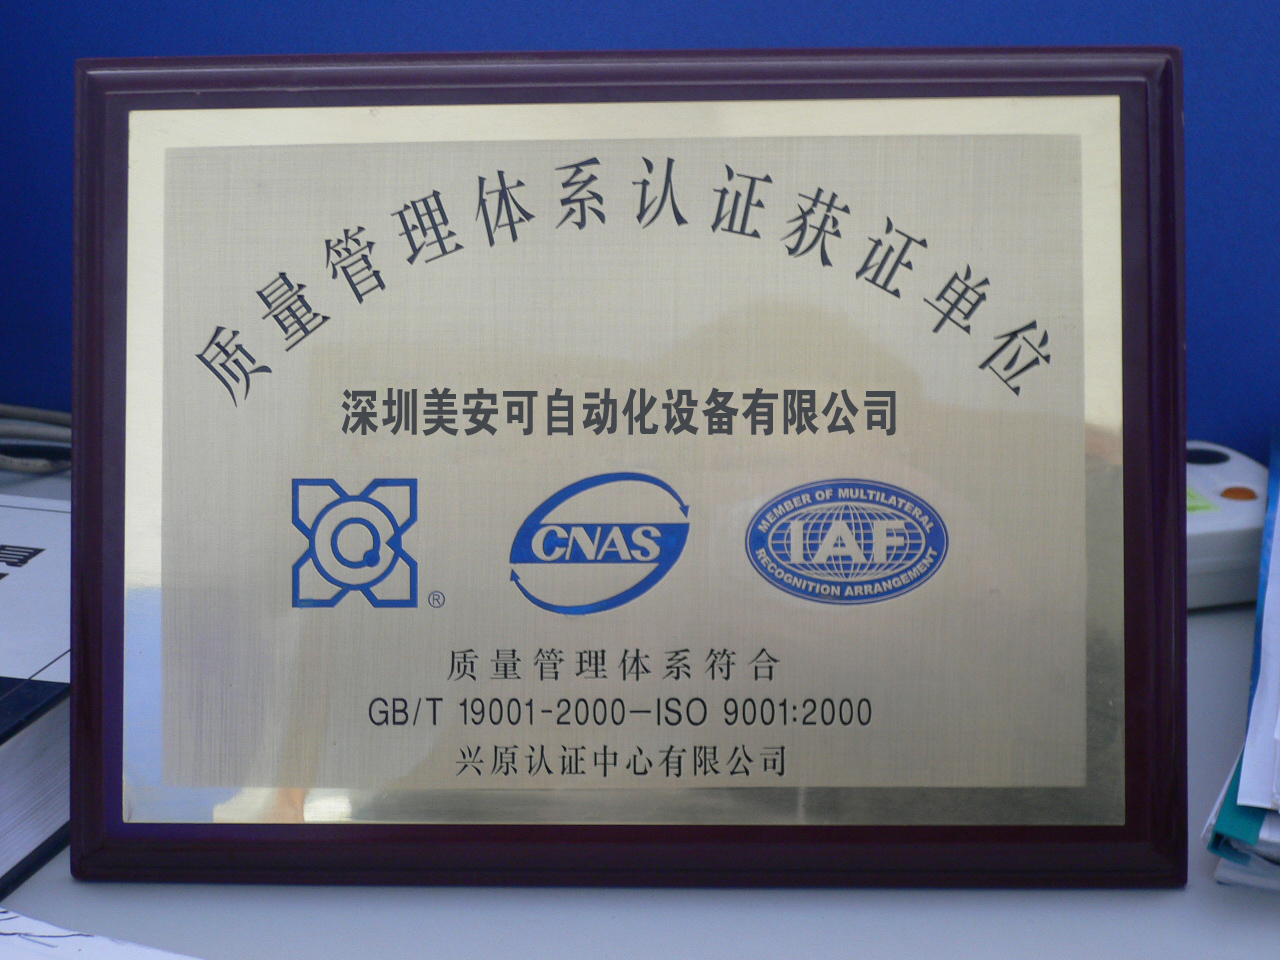 质量管理体系认证获证单位
深圳美安可自动化设备有限公司
®
CNAS
MEMBER OF MULTILATERAL
IAF
RECOGNITION ARRANGEMENT
质量管理体系符合
GB/T 19001-2000—ISO 9001:2000
兴原认证中心有限公司